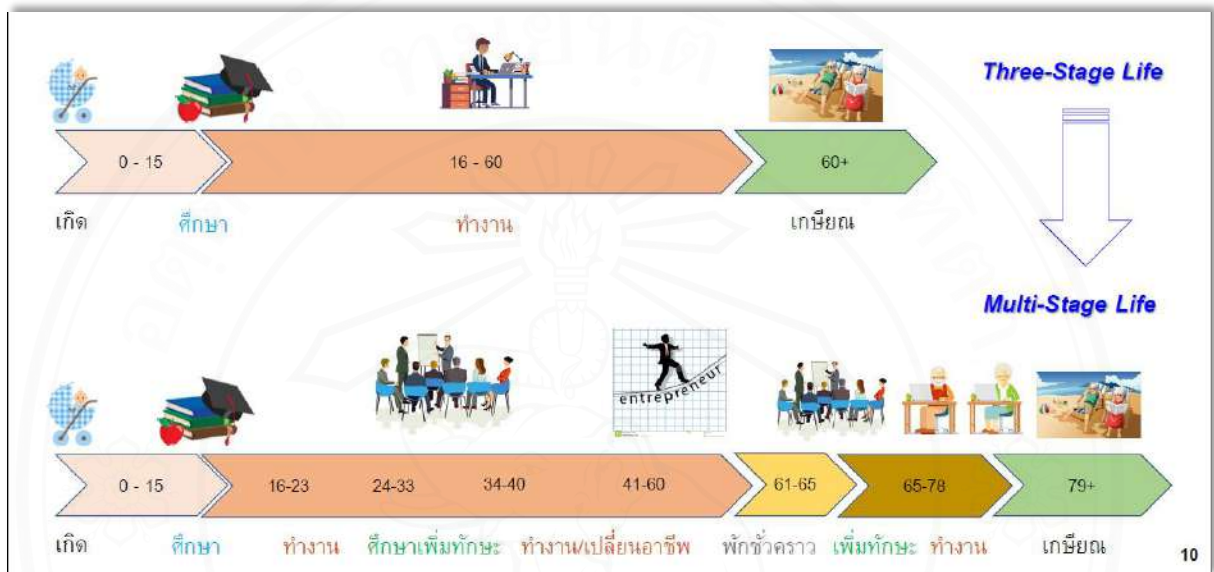 Three-Stage Life
0 - 15
16 - 60
60+
เกิด
ศึกษา
ทำงาน
เกษียณ
Multi-Stage Life
entrepreneur
0 - 15
16-23
24-33
34-40
41-60
61-65
65-78
79+
เกิด
ศึกษา
ทำงาน
ศึกษาเพิ่มทักษะ
ทำงาน/เปลี่ยนอาชีพ
พักชั่วคราว
เพิ่มทักษะ
ทำงาน
เกษียณ
10